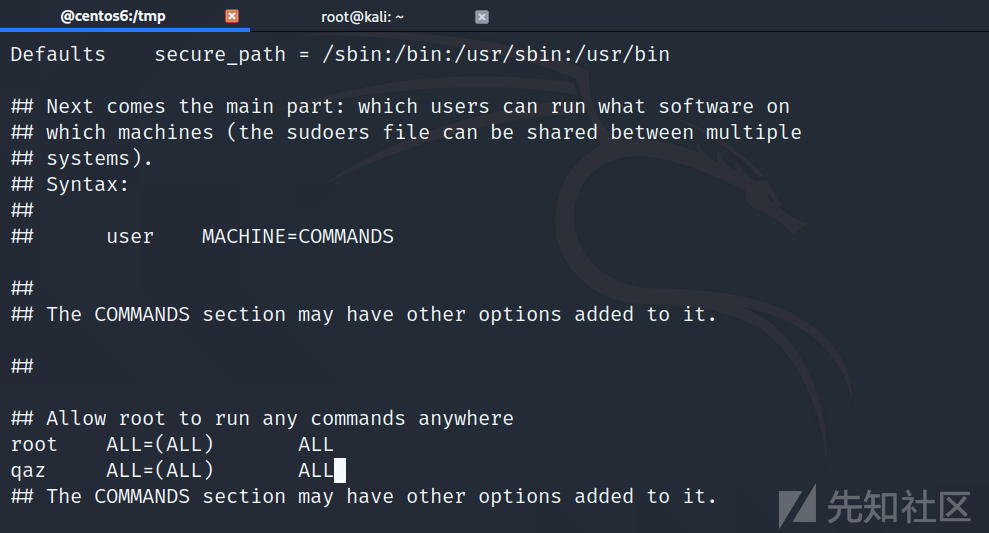 @centos6:/tmp
root@kali: ~
Defaults    secure_path = /sbin:/bin:/usr/sbin:/usr/bin
## Next comes the main part: which users can run what software on
## which machines (the sudoers file can be shared between multiple
## systems).
## Syntax:
##
##      user    MACHINE=COMMANDS
##
## The COMMANDS section may have other options added to it.
##
## Allow root to run any commands anywhere
root    ALL=(ALL)       ALL
qaz     ALL=(ALL)       ALL
## The COMMANDS section may have other options added to it.
先知社区